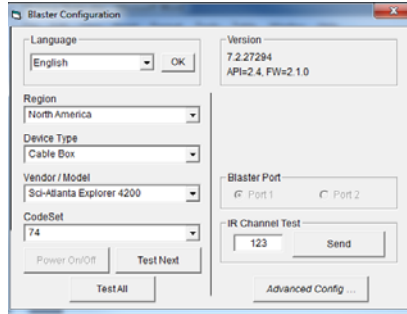 Blaster Configuration
Language
English
OK
Region
North America
Device Type
Cable Box
Vendor / Model
Sci-Atlanta Explorer 4200
CodeSet
74
Power On/Off
Test Next
Test All
Version
7.2.27294
API=2.4, FW=2.1.0
Blaster Port
Port 1
Port 2
IR Channel Test
123
Send
Advanced Config ...